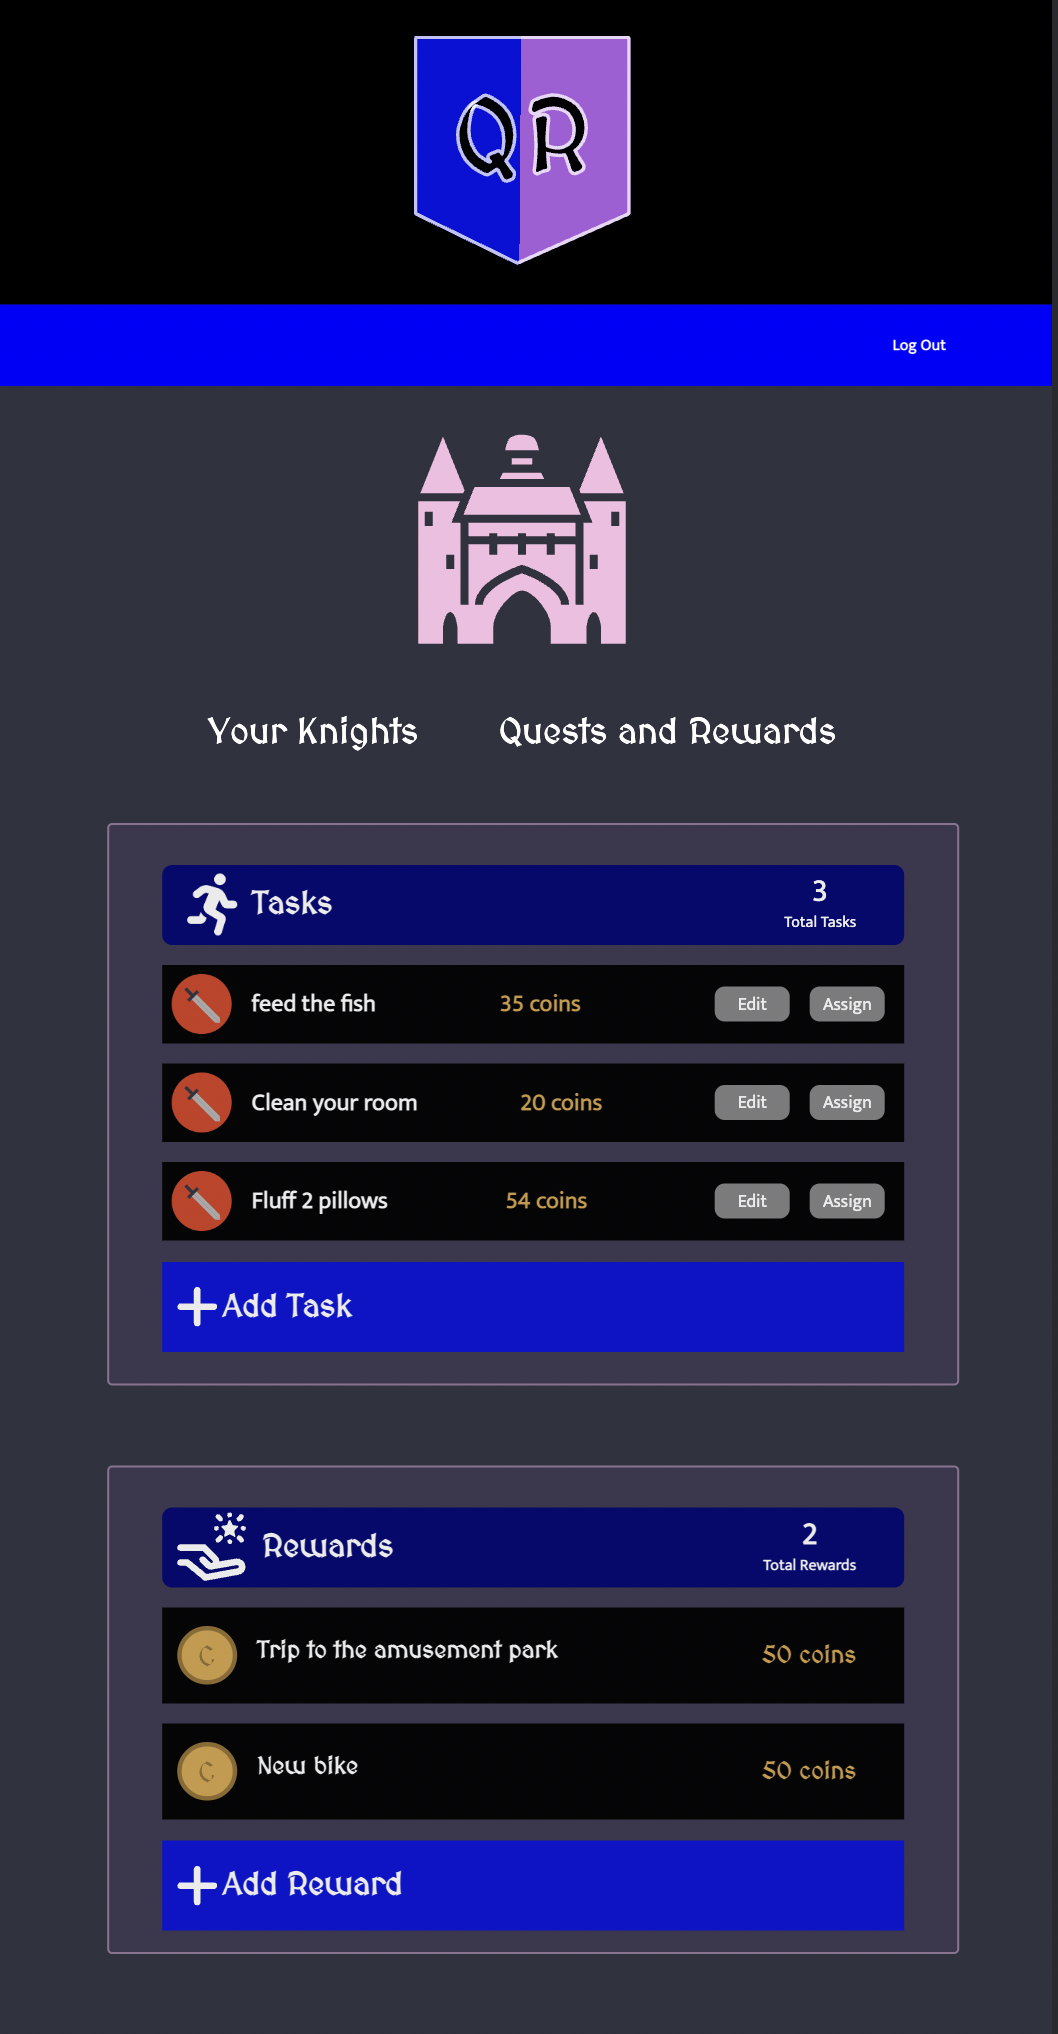 QR
Log Out
Your Knights
Quests and Rewards
Tasks
3
Total Tasks
feed the fish
35 coins
Edit
Assign
Clean your room
20 coins
Edit
Assign
Fluff 2 pillows
54 coins
Edit
Assign
Add Task
Rewards
2
Total Rewards
C
Trip to the amusement park
50 coins
C
New bike
50 coins
Add Reward